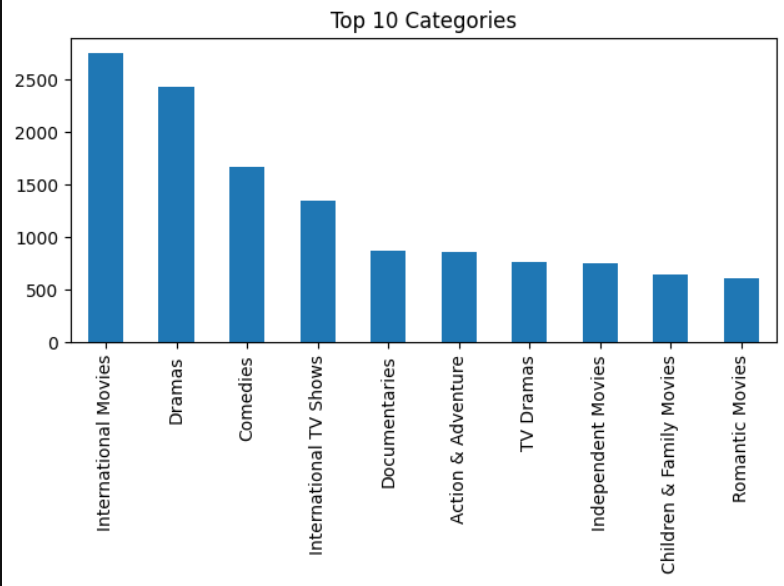 Top 10 Categories
2500
2000
1500
1000
500
0
International Movies
Dramas
Comedies
International TV Shows
Documentaries
Action & Adventure
TV Dramas
Independent Movies
Children & Family Movies
Romantic Movies